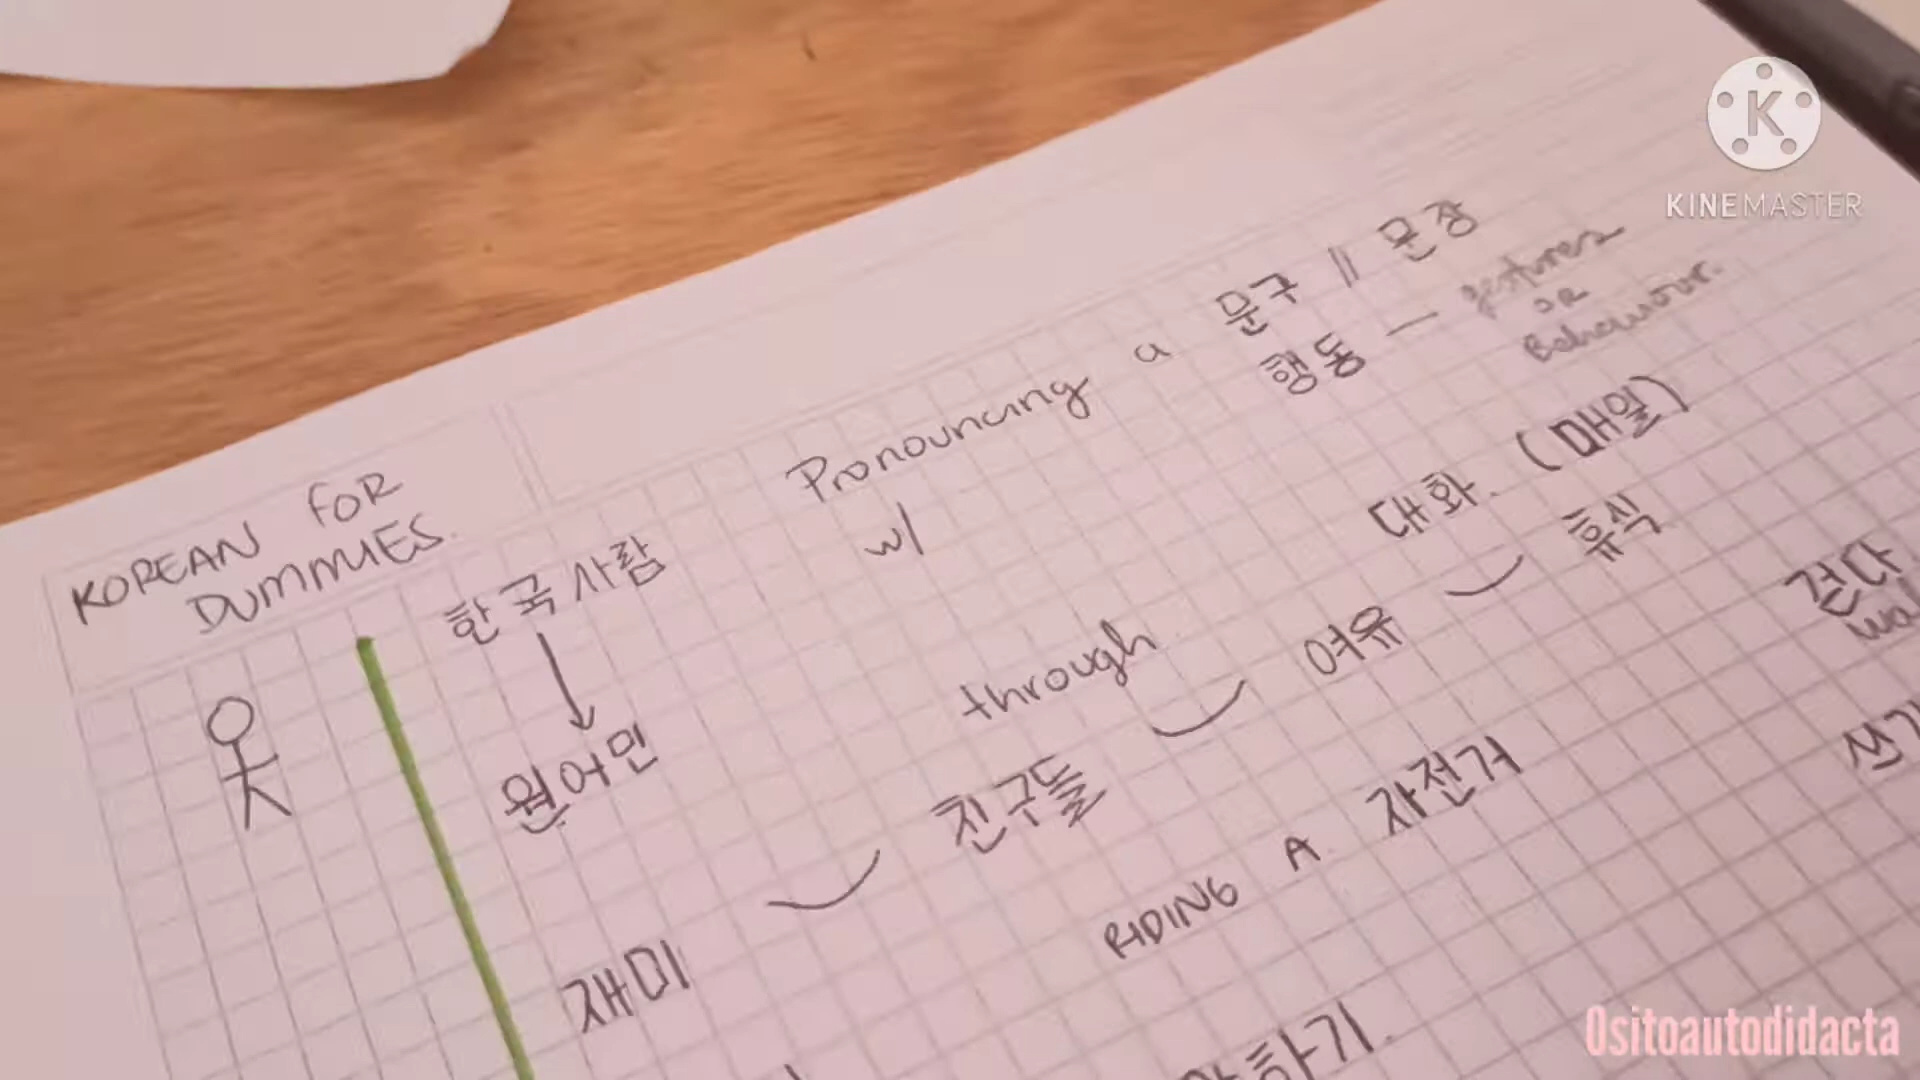 KINEMASTER
KOREAN FOR
DUMMIES.
한국사람
원어민
Pronouncing a 문구 // 문장
w/ 행동 — gestures
OR
Behaviour.
through 대화. (매일)
재미 친구들 여유 휴식
RIDING A 자전거
걷다
Ositoautodidacta